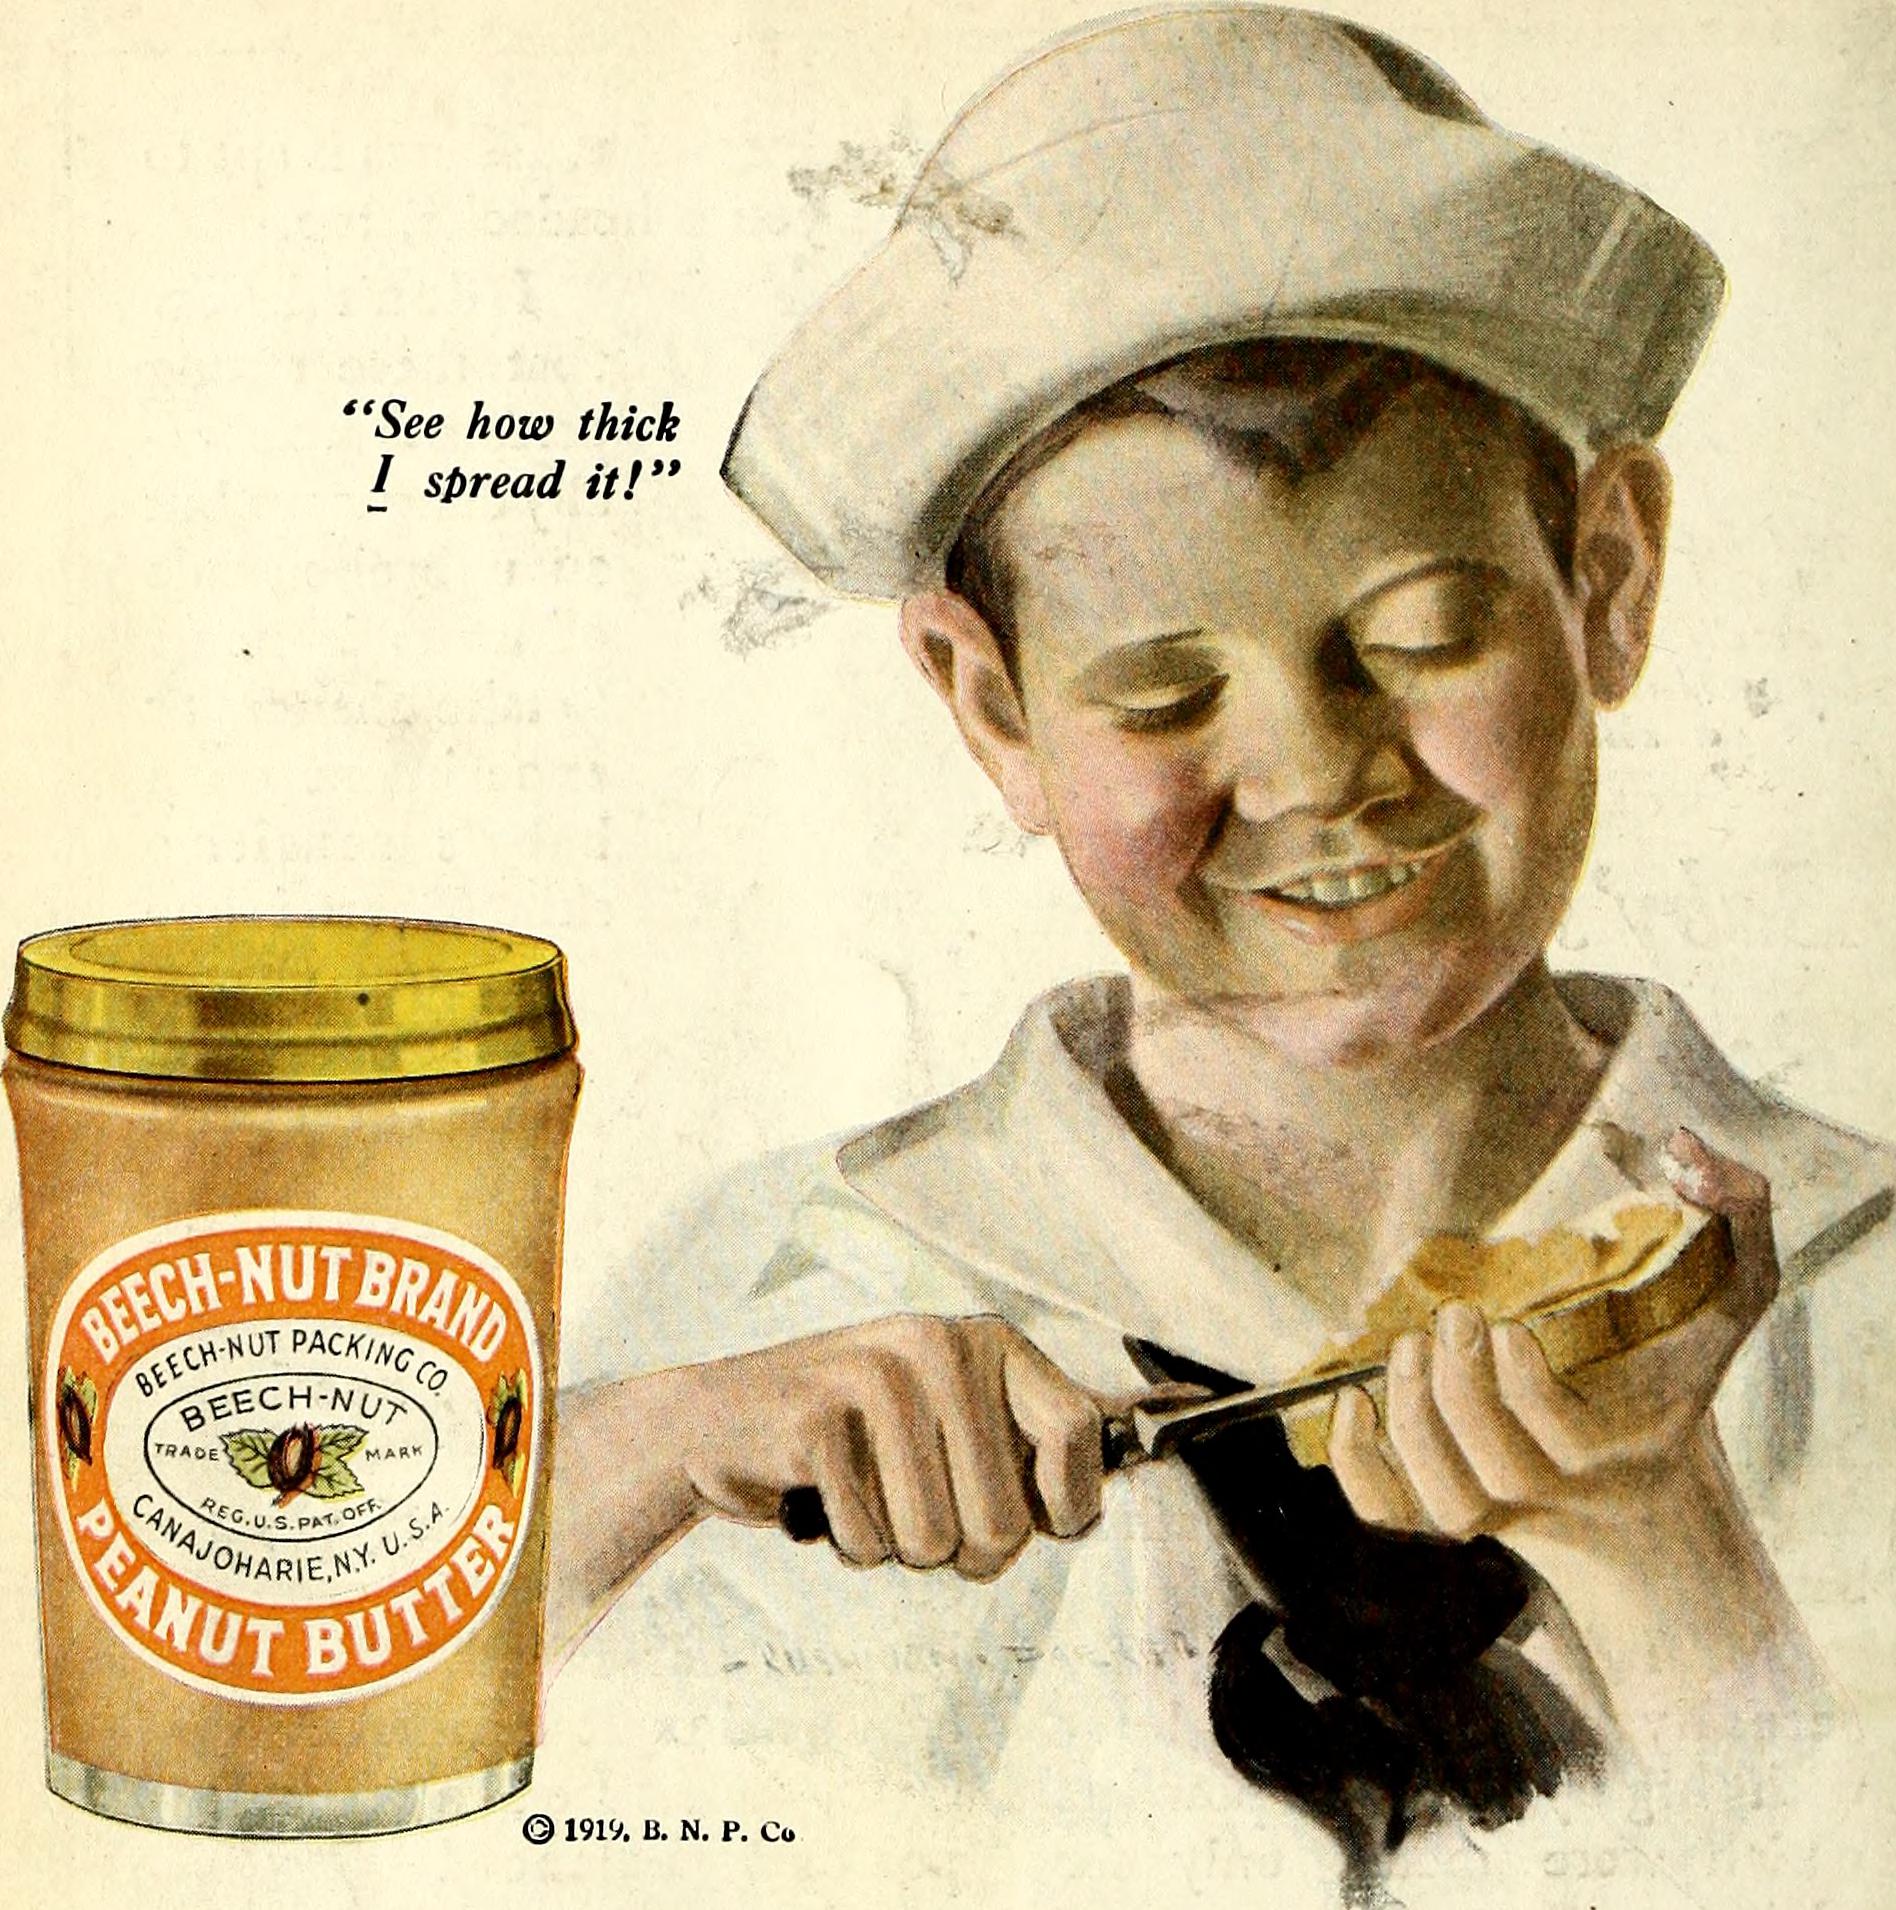 “See how thick
I spread it!”
BEECH-NUT BRAND
BEECH-NUT PACKING CO.
BEECH-NUT
TRADE MARK
REG. U.S. PAT. OFF.
CANAJOHARIE, N.Y. U.S.A.
PEANUT BUTTER
© 1919, B. N. P. Co